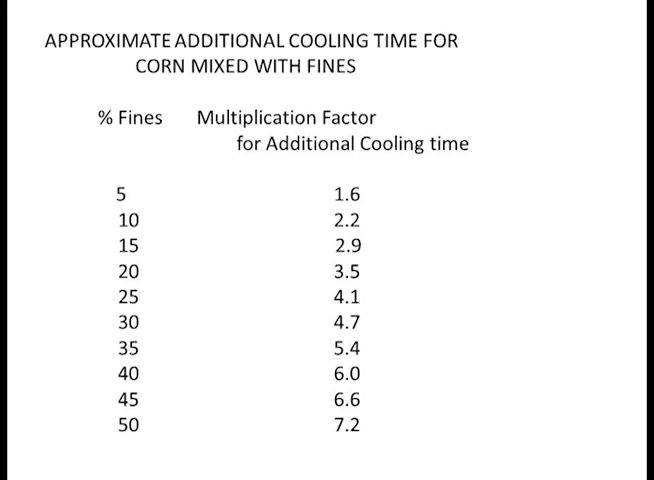 APPROXIMATE ADDITIONAL COOLING TIME FOR
CORN MIXED WITH FINES
% Fines Multiplication Factor
for Additional Cooling time
5 1.6
10 2.2
15 2.9
20 3.5
25 4.1
30 4.7
35 5.4
40 6.0
45 6.6
50 7.2